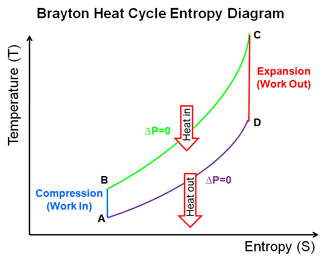 Brayton Heat Cycle Entropy Diagram
Temperature (T)
C
Expansion
(Work Out)
Heat in
ΔP=0
D
B
ΔP=0
Compression
(Work in)
Heat out
A
Entropy (S)